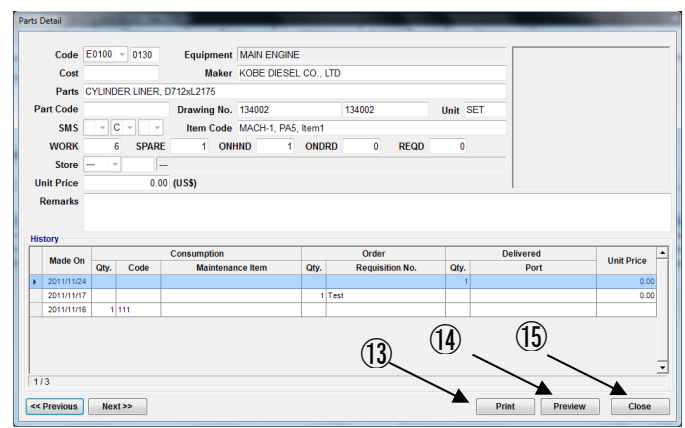 Parts Detail
Code E0100 0130 Equipment MAIN ENGINE
Cost Maker KOBE DIESEL CO., LTD
Parts CYLINDER LINER, D712xL2175
Part Code Drawing No. 134002 134002 Unit SET
SMS C Item Code MACH-1, PA5, Item1
WORK 6 SPARE 1 ONHND 1 ONDRD 0 REQD 0
Store --- ---
Unit Price 0.00 (US$)
Remarks
History
Made On Consumption Order Delivered Unit Price
Qty. Code Maintenance Item Qty. Requisition No. Qty. Port
2011/11/24 1 0.00
2011/11/17 1 Test 0.00
2011/11/16 1 111
⑬ ⑭ ⑮
1 / 3
<< Previous Next >> Print Preview Close